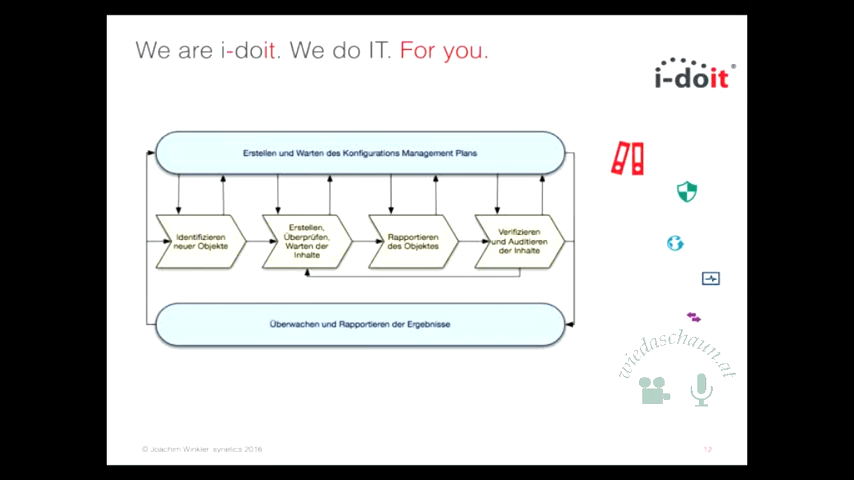 We are i-doit. We do IT. For you.
i-doit®
Erstellen und Warten des Konfigurations Management Plans
Identifizieren
neuer Objekte
Erstellen,
Überprüfen,
Warten der
Inhalte
Rapportieren
des Objektes
Verifizieren
und Auditieren
der Inhalte
Überwachen und Rapportieren der Ergebnisse
wiedaschaun.at
© Joachim Winkler synetics 2016
12